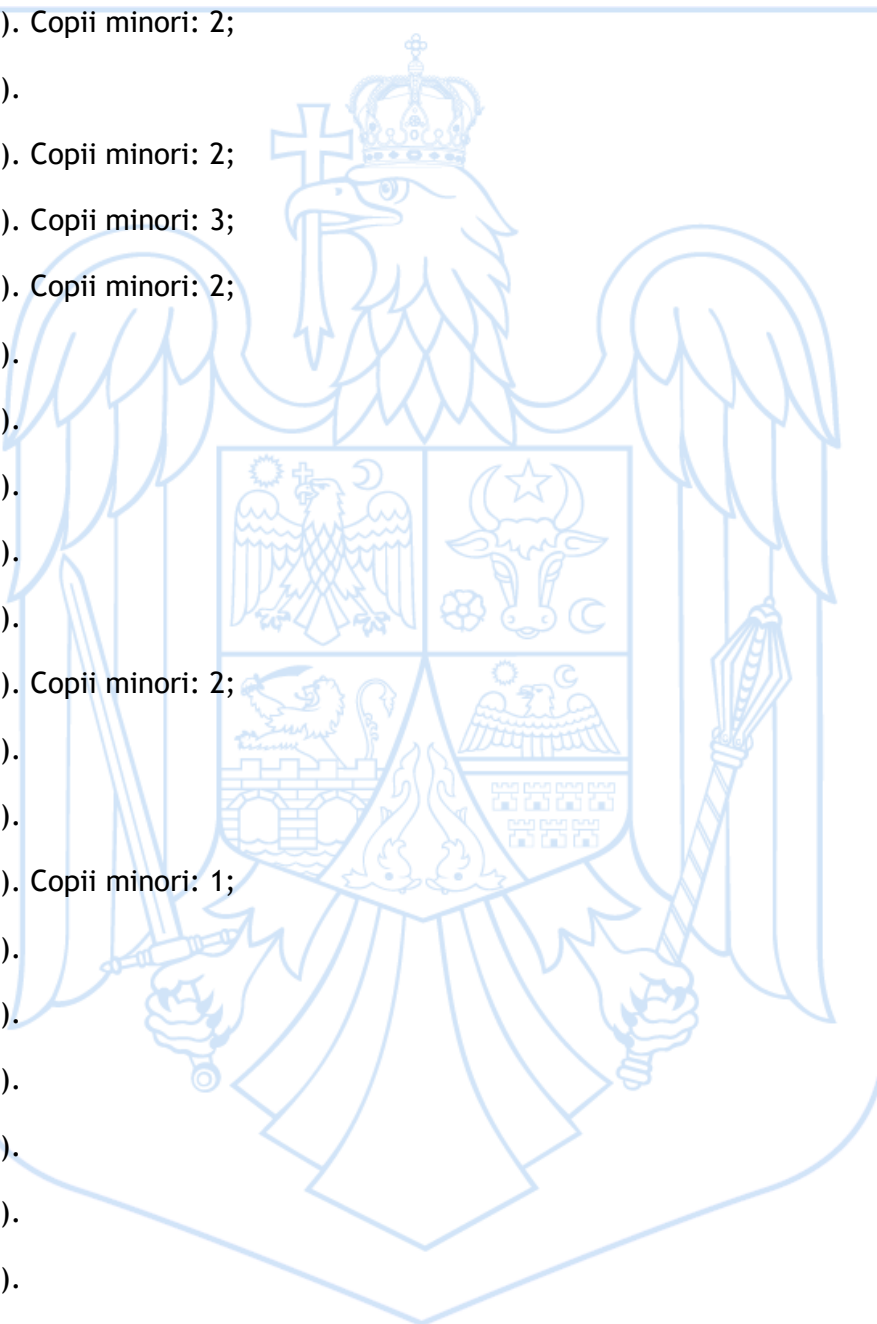 ). Copii minori: 2;
).
). Copii minori: 2;
). Copii minori: 3;
). Copii minori: 2;
).
).
).
).
).
). Copii minori: 2;
).
).
). Copii minori: 1;
).
).
).
).
).
).